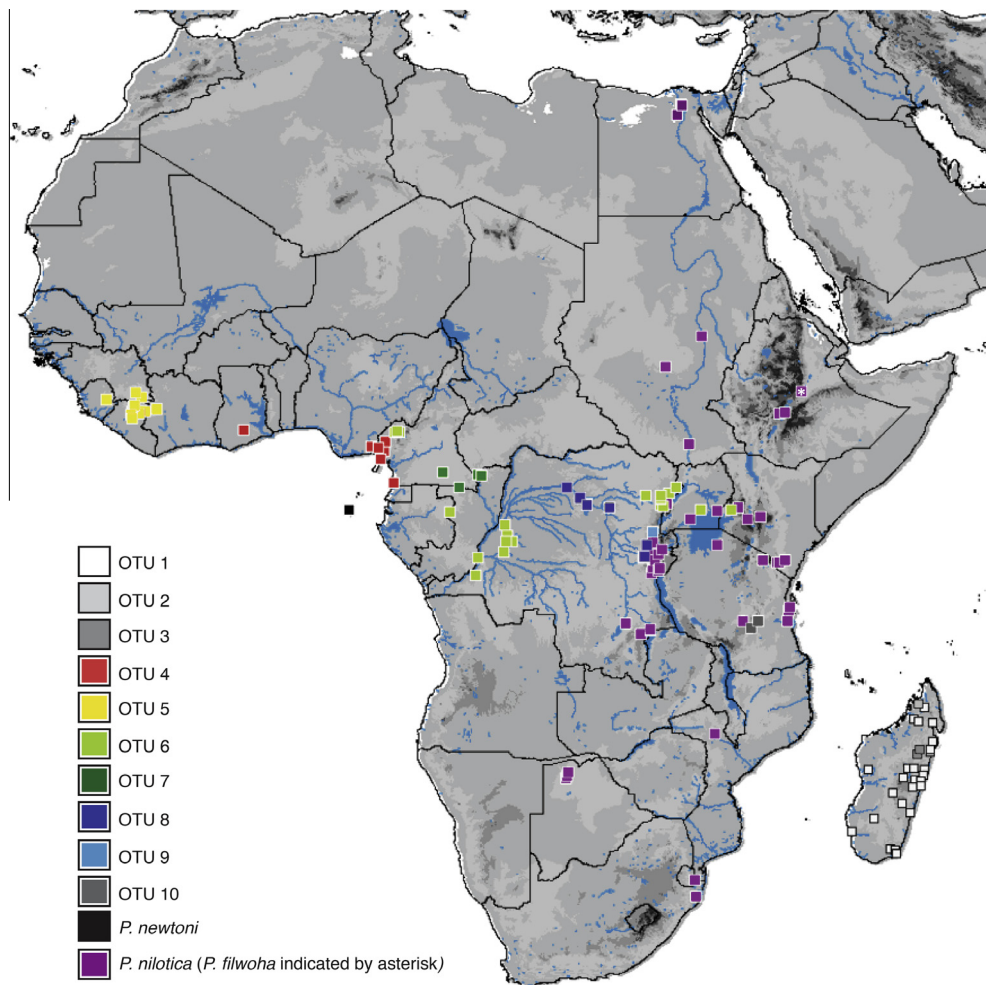 *
OTU 1
OTU 2
OTU 3
OTU 4
OTU 5
OTU 6
OTU 7
OTU 8
OTU 9
OTU 10
P. newtoni
P. nilotica (P. filwoha indicated by asterisk)